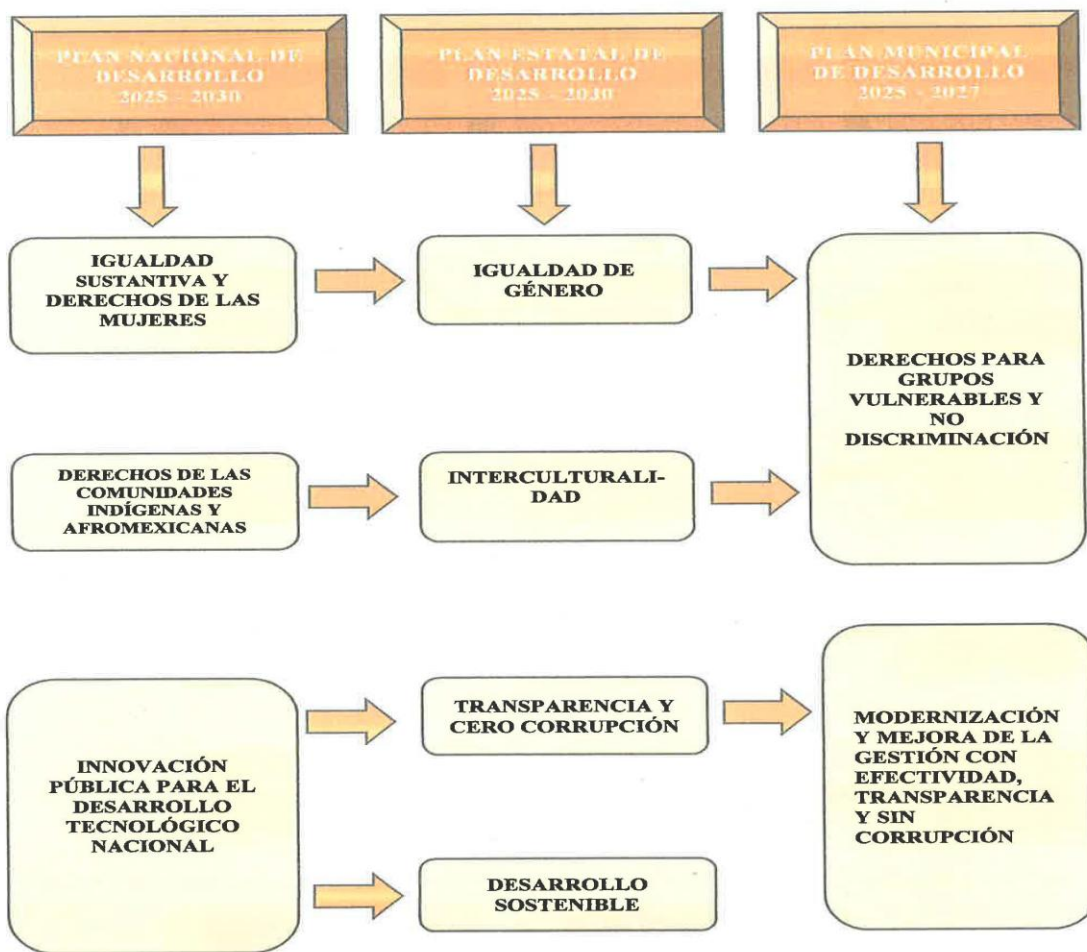 PLAN NACIONAL DE
DESARROLLO
2025 - 2030
PLAN ESTATAL DE
DESARROLLO
2025 - 2030
PLAN MUNICIPAL
DE DESARROLLO
2025 - 2027
IGUALDAD
SUSTANTIVA Y
DERECHOS DE LAS
MUJERES
IGUALDAD DE
GÉNERO
DERECHOS PARA
GRUPOS
VULNERABLES Y
NO
DISCRIMINACIÓN
DERECHOS DE LAS
COMUNIDADES
INDÍGENAS Y
AFROMEXICANAS
INTERCULTURALI-
DAD
INNOVACIÓN
PÚBLICA PARA EL
DESARROLLO
TECNOLÓGICO
NACIONAL
TRANSPARENCIA Y
CERO CORRUPCIÓN
MODERNIZACIÓN
Y MEJORA DE LA
GESTIÓN CON
EFECTIVIDAD,
TRANSPARENCIA
Y SIN
CORRUPCIÓN
DESARROLLO
SOSTENIBLE